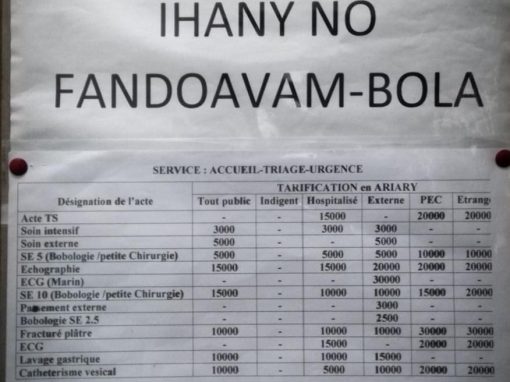 IHANY NO
FANDOAVAM-BOLA
SERVICE : ACCUEIL-TRIAGE-URGENCE
TARIFICATION en ARIARY
Désignation de l'acte Tout public Indigent Hospitalisé Externe PEC Etrange
Acte TS - - 15000 - 20000 20000
Soin intensif 3000 - 3000 3000 - -
Soin externe 5000 - - 5000 - -
SE 5 (Bobologie /petite Chirurgie) 5000 - 5000 5000 10000 10000
Echographie 15000 - 15000 20000 20000 20000
ECG (Marin) - - - 30000 - -
SE 10 (Bobologie /petite Chirurgie) 15000 - 10000 10000 15000 20000
Pansement externe - - - 3000 - -
Bobologie SE 2.5 - - - 2500 - -
Fracturé plâtre 10000 - 10000 10000 30000 30000
ECG - - 15000 - 20000 20000
Lavage gastrique 10000 - 10000 15000 - -
Catheterisme vesical 10000 - 5000 10000 20000 20000